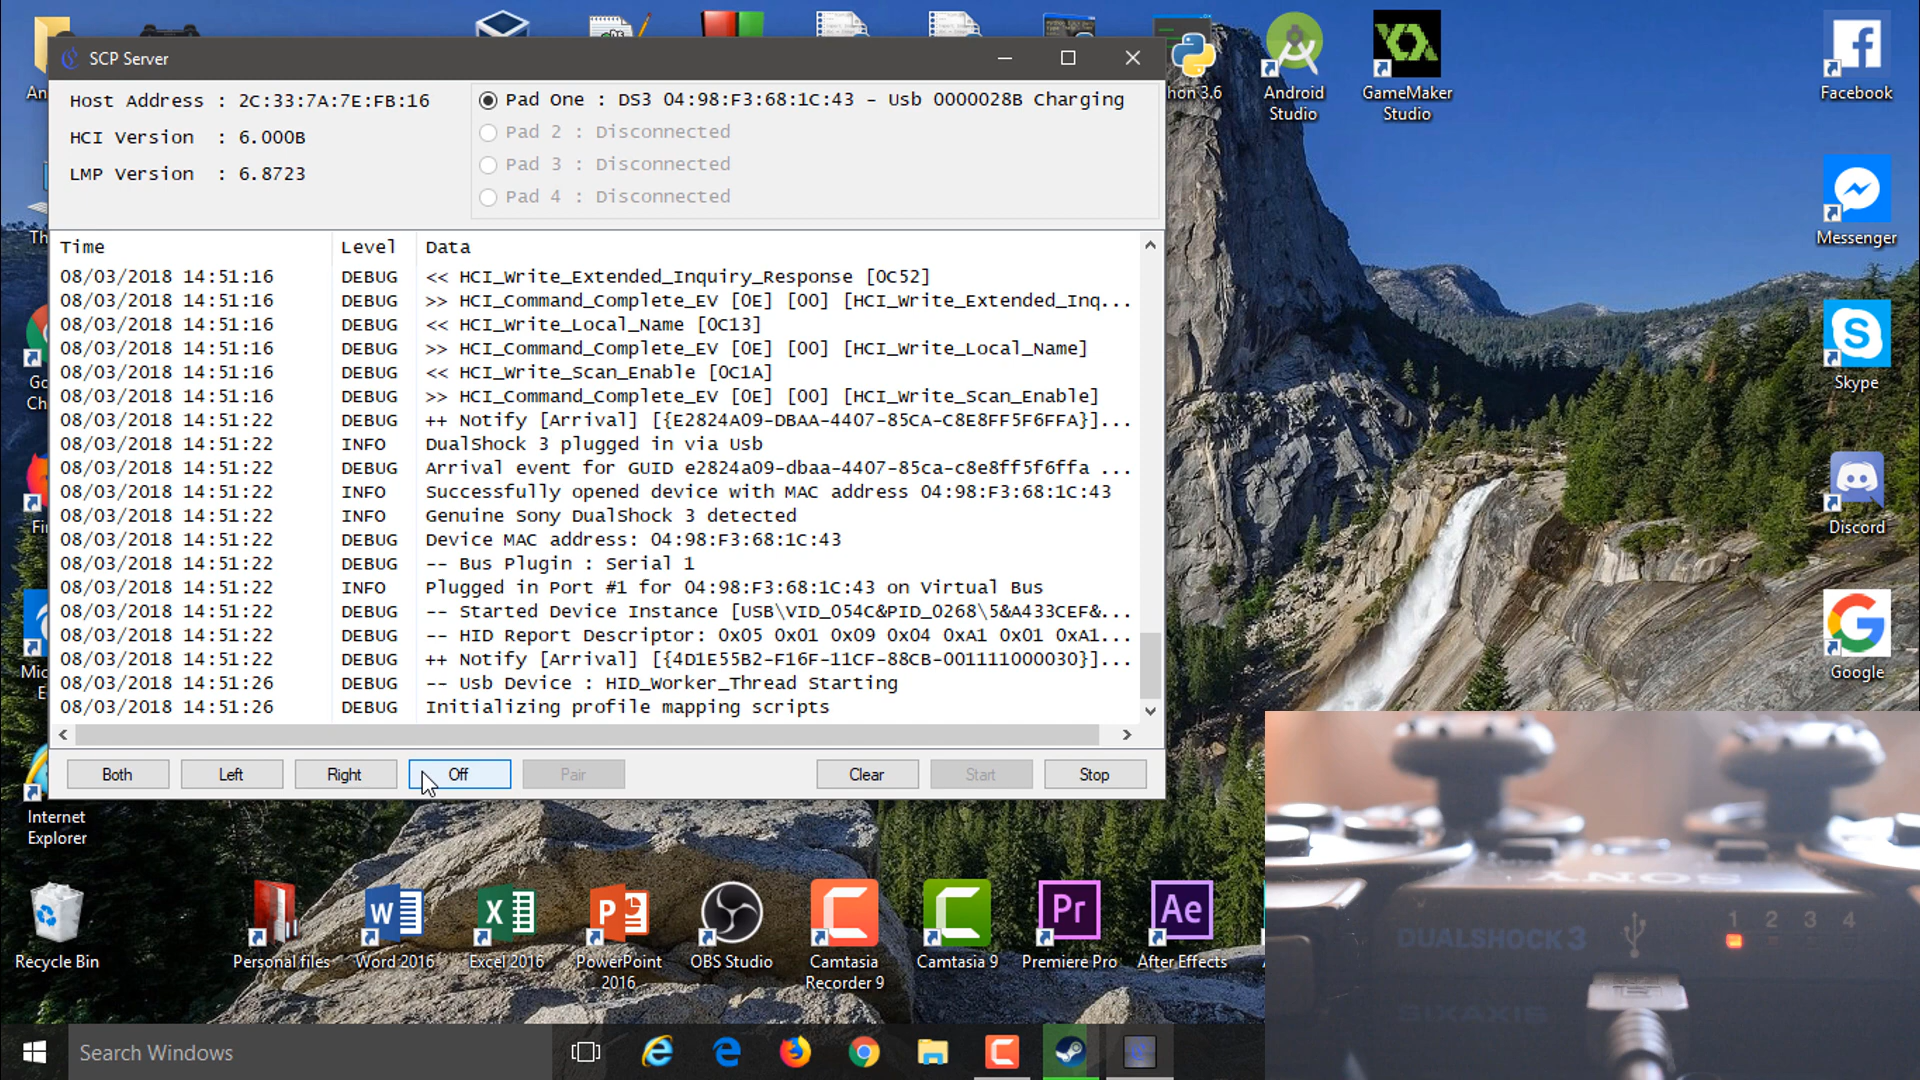 SCP Server
Host Address : 2C:33:7A:7E:FB:16
HCI Version : 6.000B
LMP Version : 6.8723
Pad One : DS3 04:98:F3:68:1C:43 - Usb 0000028B Charging
Pad 2 : Disconnected
Pad 3 : Disconnected
Pad 4 : Disconnected
Time Level Data
08/03/2018 14:51:16 DEBUG << HCI_Write_Extended_Inquiry_Response [0C52]
08/03/2018 14:51:16 DEBUG >> HCI_Command_Complete_EV [0E] [00] [HCI_Write_Extended_Inq...
08/03/2018 14:51:16 DEBUG << HCI_Write_Local_Name [0C13]
08/03/2018 14:51:16 DEBUG >> HCI_Command_Complete_EV [0E] [00] [HCI_Write_Local_Name]
08/03/2018 14:51:16 DEBUG << HCI_Write_Scan_Enable [0C1A]
08/03/2018 14:51:16 DEBUG >> HCI_Command_Complete_EV [0E] [00] [HCI_Write_Scan_Enable]
08/03/2018 14:51:22 DEBUG ++ Notify [Arrival] [{E2824A09-DBAA-4407-85CA-C8E8FF5F6FFA}]...
08/03/2018 14:51:22 INFO DualShock 3 plugged in via Usb
08/03/2018 14:51:22 DEBUG Arrival event for GUID e2824a09-dbaa-4407-85ca-c8e8ff5f6ffa ...
08/03/2018 14:51:22 INFO Successfully opened device with MAC address 04:98:F3:68:1C:43
08/03/2018 14:51:22 INFO Genuine Sony DualShock 3 detected
08/03/2018 14:51:22 DEBUG Device MAC address: 04:98:F3:68:1C:43
08/03/2018 14:51:22 DEBUG -- Bus Plugin : Serial 1
08/03/2018 14:51:22 INFO Plugged in Port #1 for 04:98:F3:68:1C:43 on Virtual Bus
08/03/2018 14:51:22 DEBUG -- Started Device Instance [USB\VID_054C&PID_0268\5&A433CEF&...
08/03/2018 14:51:22 DEBUG -- HID Report Descriptor: 0x05 0x01 0x09 0x04 0xA1 0x01 0xA1...
08/03/2018 14:51:22 DEBUG ++ Notify [Arrival] [{4D1E55B2-F16F-11CF-88CB-001111000030}]...
08/03/2018 14:51:26 DEBUG -- Usb Device : HID_Worker_Thread Starting
08/03/2018 14:51:26 DEBUG Initializing profile mapping scripts
Both Left Right Off Pair Clear Start Stop
hon 3.6
Android
Studio
GameMaker
Studio
Facebook
Messenger
Skype
Discord
Google
Internet
Explorer
Recycle Bin
Personal files
Word 2016
Excel 2016
PowerPoint
2016
OBS Studio
Camtasia
Recorder 9
Camtasia 9
Premiere Pro
After Effects
Pr
Ae
SONY
1 2 3 4
DUALSHOCK 3
SIXAXIS
Search Windows